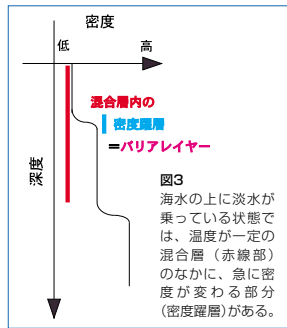 密度
低
高
混合層内の
密度躍層
=バリアレイヤー
深度
図3
海水の上に淡水が
乗っている状態で
は、温度が一定の
混合層（赤線部）
のなかに、急に密
度が変わる部分
(密度躍層)がある。